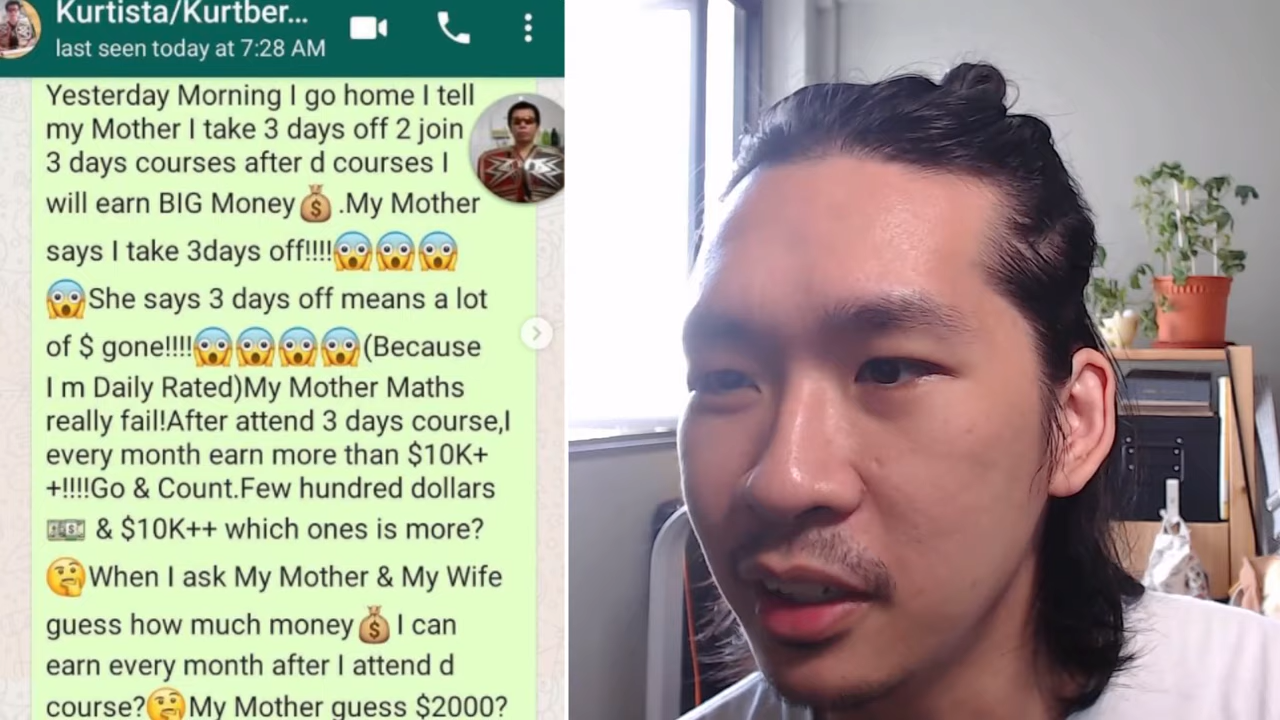 Kurtista/Kurtber...
last seen today at 7:28 AM
Yesterday Morning I go home I tell
my Mother I take 3 days off 2 join
3 days courses after d courses I
will earn BIG Money💰.My Mother
says I take 3days off!!!!😱😱😱
😱She says 3 days off means a lot
of $ gone!!!!😱😱😱😱(Because
I m Daily Rated)My Mother Maths
really fail!After attend 3 days course,I
every month earn more than $10K+
+!!!!Go & Count.Few hundred dollars
💵 & $10K++ which ones is more?
🤔When I ask My Mother & My Wife
guess how much money💰I can
earn every month after I attend d
course?🤔My Mother guess $2000?